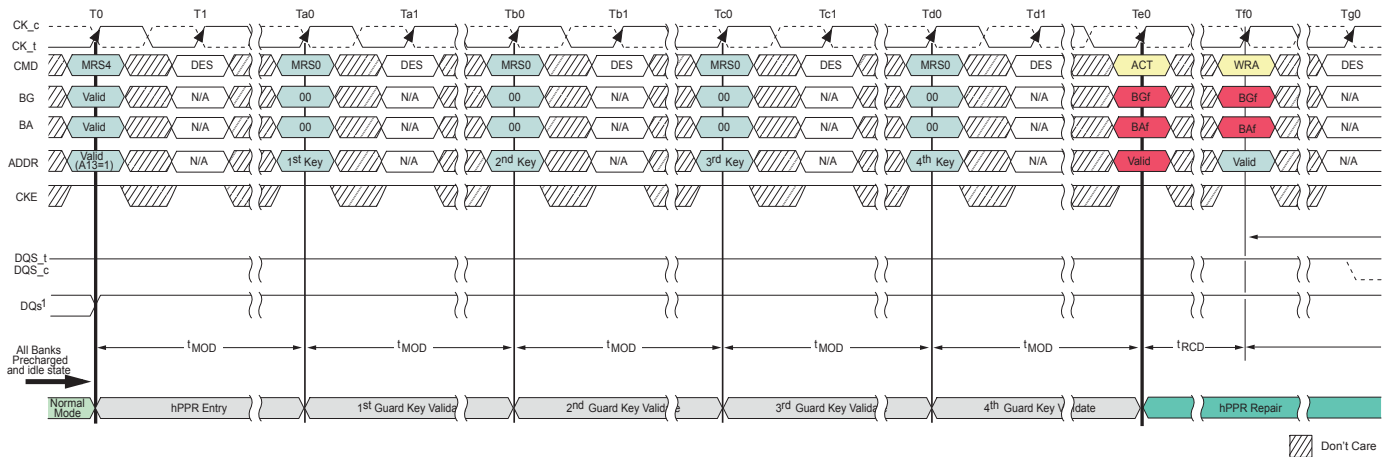 T0 T1 Ta0 Ta1 Tb0 Tb1 Tc0 Tc1 Td0 Td1 Te0 Tf0 Tg0
CK_c
CK_t
CMD MRS4 DES MRS0 DES MRS0 DES MRS0 DES MRS0 DES ACT WRA DES
BG Valid N/A 00 N/A 00 N/A 00 N/A 00 N/A BGf BGf N/A
BA Valid N/A 00 N/A 00 N/A 00 N/A 00 N/A BAf BAf N/A
ADDR Valid (A13=1) N/A 1st Key N/A 2nd Key N/A 3rd Key N/A 4th Key N/A Valid Valid N/A
CKE
DQS_t
DQS_c
DQs1
tMOD tMOD tMOD tMOD tMOD tRCD
All Banks
Precharged
and idle state
Normal Mode hPPR Entry 1st Guard Key Valida 2nd Guard Key Valid e 3rd Guard Key Valida 4th Guard Key V idate hPPR Repair
Don't Care